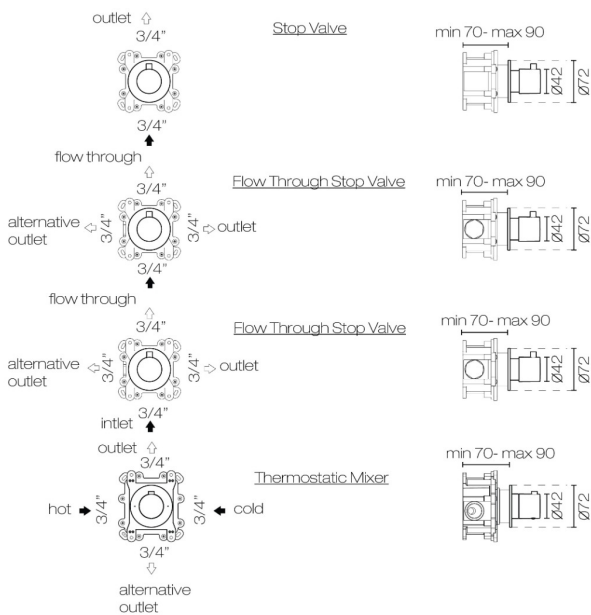 outlet
3/4"
Stop Valve
min 70- max 90
Ø42
Ø72
3/4"
flow through
3/4"
Flow Through Stop Valve
min 70- max 90
alternative
outlet
3/4"
3/4"
outlet
Ø42
Ø72
3/4"
flow through
3/4"
Flow Through Stop Valve
min 70- max 90
alternative
outlet
3/4"
3/4"
outlet
Ø42
Ø72
3/4"
intlet
outlet
3/4"
Thermostatic Mixer
min 70- max 90
hot
3/4"
3/4"
cold
Ø42
Ø72
3/4"
alternative
outlet